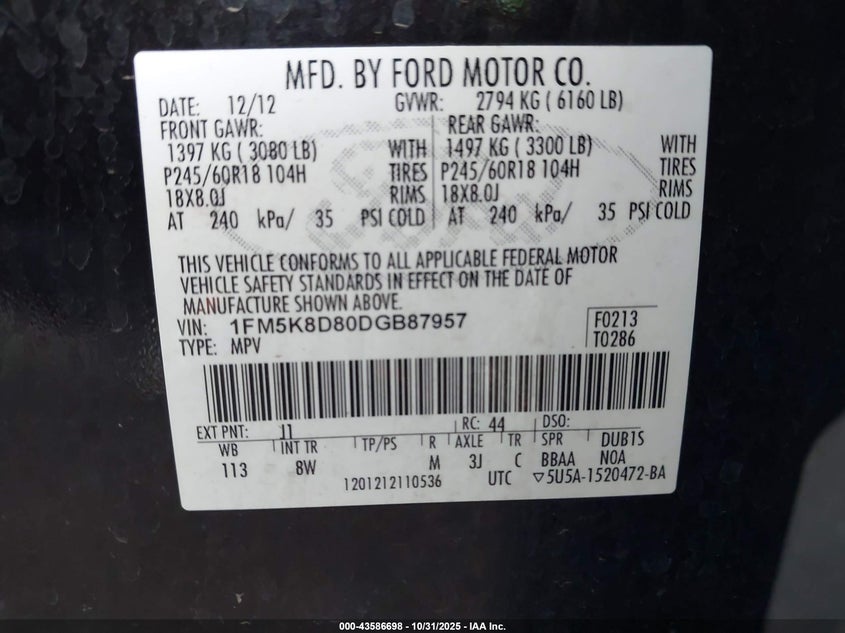 MFD. BY FORD MOTOR CO.
DATE: 12/12 GVWR: 2794 KG ( 6160 LB)
FRONT GAWR: REAR GAWR:
1397 KG ( 3080 LB) WITH 1497 KG ( 3300 LB) WITH
P245/60R18 104H TIRES P245/60R18 104H TIRES
18X8.0J RIMS 18X8.0J RIMS
AT 240 kPa/ 35 PSI COLD AT 240 kPa/ 35 PSI COLD
THIS VEHICLE CONFORMS TO ALL APPLICABLE FEDERAL MOTOR
VEHICLE SAFETY STANDARDS IN EFFECT ON THE DATE OF
MANUFACTURE SHOWN ABOVE.
VIN: 1FM5K8D80DGB87957 F0213
TYPE: MPV T0286
EXT PNT: 11 RC: 44 DSO:
WB INT TR TP/PS R AXLE TR SPR DUB1S
113 8W M 3J C BBAA NOA
1201212110536 UTC ▽5U5A-1520472-BA
000-43586698 - 10/31/2025 - IAA Inc.